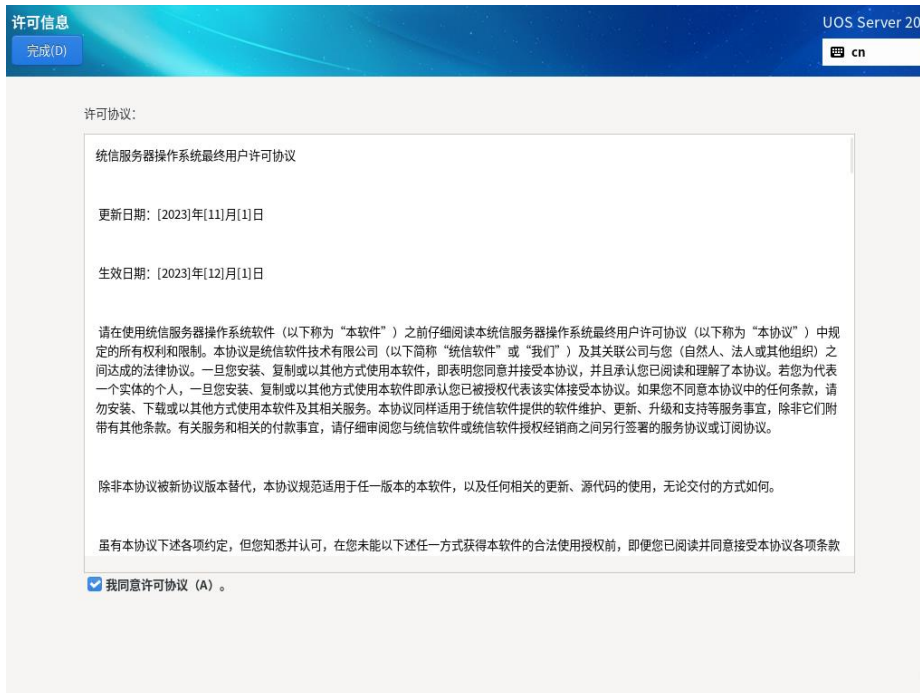 许可信息
UOS Server 20
完成(D)
cn
许可协议：
统信服务器操作系统最终用户许可协议
更新日期：[2023]年[11]月[1]日
生效日期：[2023]年[12]月[1]日
请在使用统信服务器操作系统软件（以下称为“本软件”）之前仔细阅读本统信服务器操作系统最终用户许可协议（以下称为“本协议”）中规
定的所有权利和限制。本协议是统信软件技术有限公司（以下简称“统信软件”或“我们”）及其关联公司与您（自然人、法人或其他组织）之
间达成的法律协议。一旦您安装、复制或以其他方式使用本软件，即表明您同意并接受本协议，并且承认您已阅读和理解了本协议。若您为代表
一个实体的个人，一旦您安装、复制或以其他方式使用本软件即承认您已被授权代表该实体接受本协议。如果您不同意本协议中的任何条款，请
勿安装、下载或以其他方式使用本软件及其相关服务。本协议同样适用于统信软件提供的软件维护、更新、升级和支持等服务事宜，除非它们附
带有其他条款。有关服务和相关的付款事宜，请仔细审阅您与统信软件或统信软件授权经销商之间另行签署的服务协议或订阅协议。
除非本协议被新协议版本替代，本协议规范适用于任一版本的本软件，以及任何相关的更新、源代码的使用，无论交付的方式如何。
虽有本协议下述各项约定，但您知悉并认可，在您未能以下述任一方式获得本软件的合法使用授权前，即便您已阅读并同意接受本协议各项条款
我同意许可协议（A）。